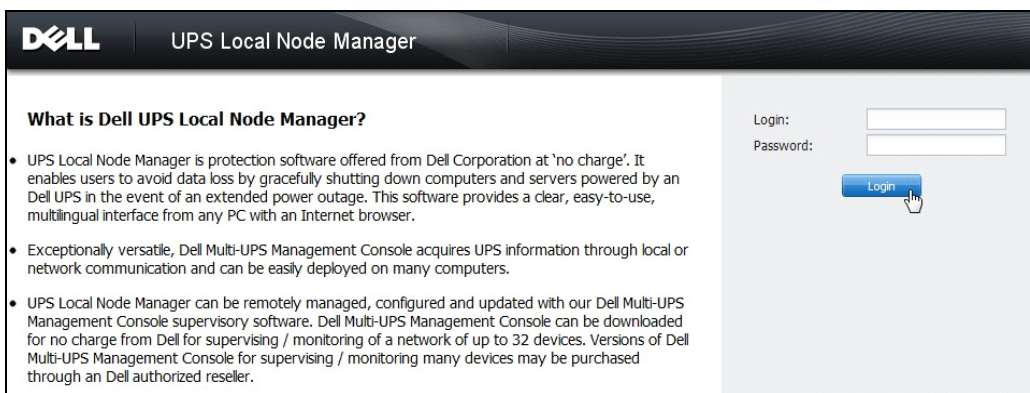 DELL
UPS Local Node Manager
What is Dell UPS Local Node Manager?
• UPS Local Node Manager is protection software offered from Dell Corporation at ‘no charge’. It
enables users to avoid data loss by gracefully shutting down computers and servers powered by an
Dell UPS in the event of an extended power outage. This software provides a clear, easy-to-use,
multilingual interface from any PC with an Internet browser.
• Exceptionally versatile, Dell Multi-UPS Management Console acquires UPS information through local or
network communication and can be easily deployed on many computers.
• UPS Local Node Manager can be remotely managed, configured and updated with our Dell Multi-UPS
Management Console supervisory software. Dell Multi-UPS Management Console can be downloaded
for no charge from Dell for supervising / monitoring of a network of up to 32 devices. Versions of Dell
Multi-UPS Management Console for supervising / monitoring many devices may be purchased
through an Dell authorized reseller.
Login:
Password:
Login